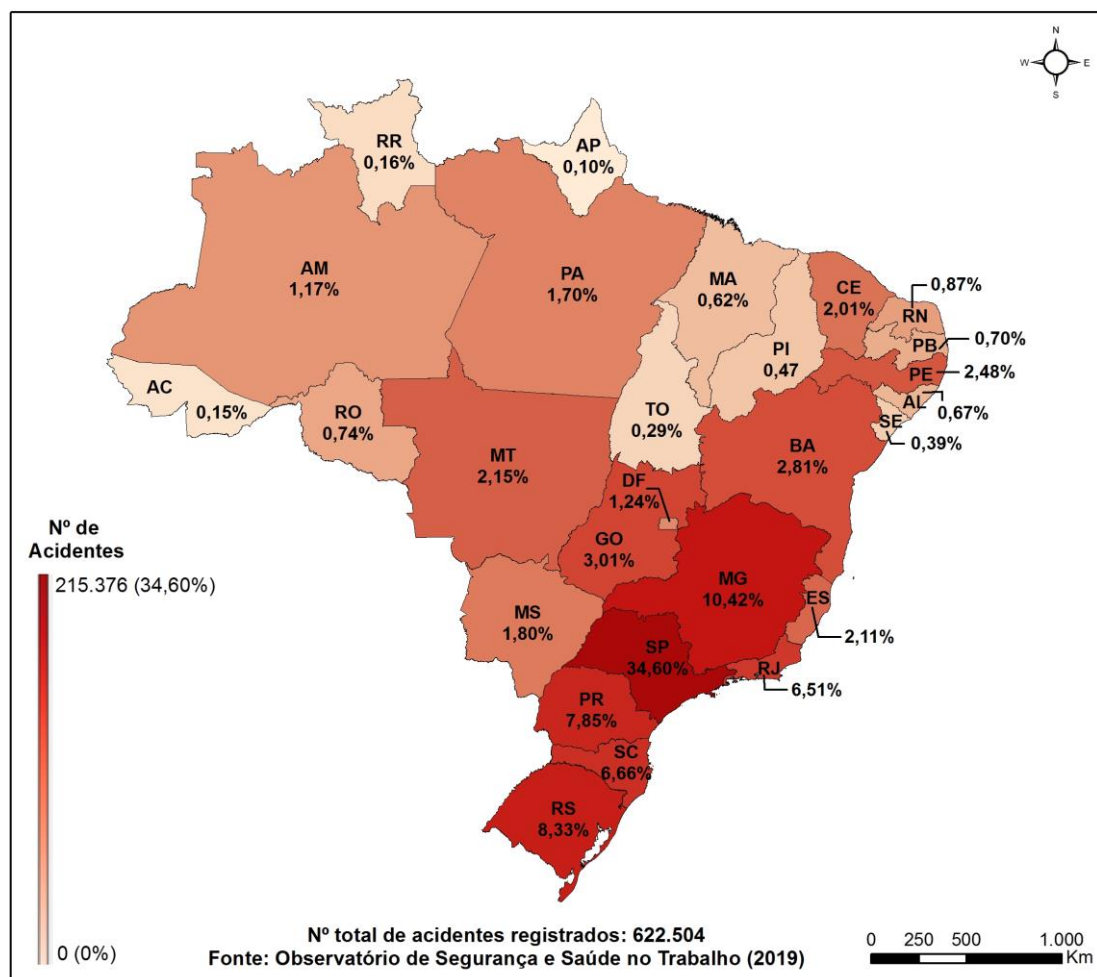 N
W E
S
RR
0,16%
AP
0,10%
AM
1,17%
PA
1,70%
MA
0,62%
CE
2,01%
0,87%
RN
PI
0,47
PB
0,70%
PE
2,48%
AC
0,15%
RO
0,74%
TO
0,29%
AL
0,67%
SE
0,39%
MT
2,15%
BA
2,81%
DF
1,24%
GO
3,01%
MG
10,42%
ES
2,11%
MS
1,80%
SP
34,60%
RJ
6,51%
PR
7,85%
SC
6,66%
RS
8,33%
Nº de
Acidentes
215.376 (34,60%)
0 (0%)
Nº total de acidentes registrados: 622.504
Fonte: Observatório de Segurança e Saúde no Trabalho (2019)
0 250 500 1.000
Km